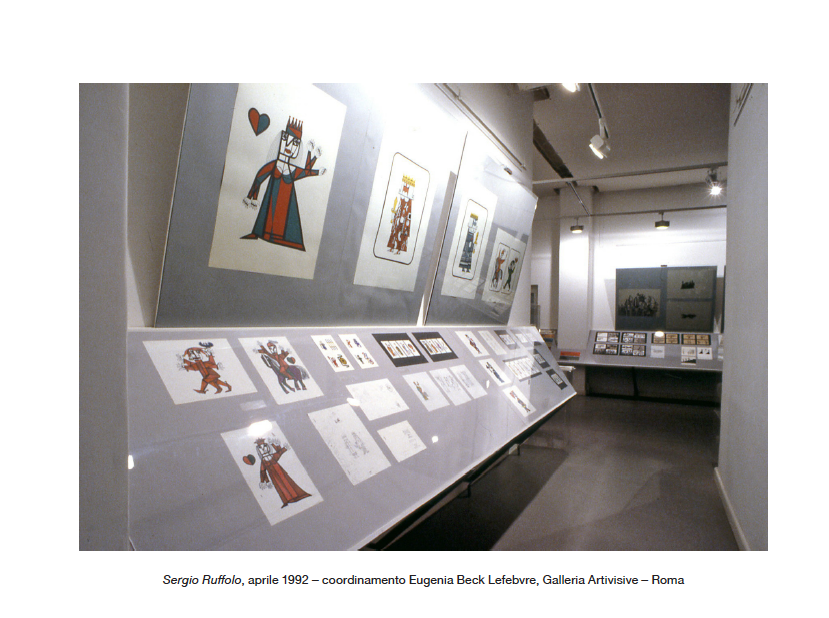 Sergio Ruffolo, aprile 1992 – coordinamento Eugenia Beck Lefebvre, Galleria Artivisive – Roma